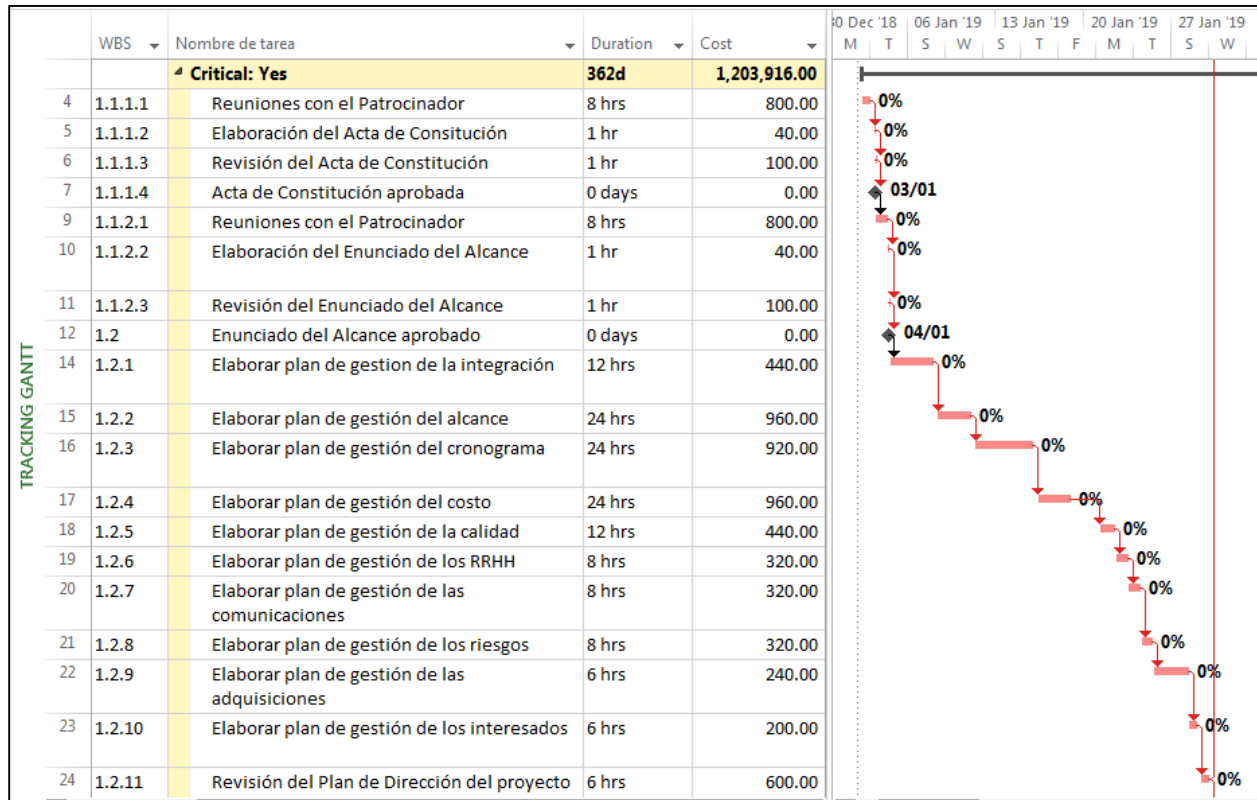 30 Dec '18 06 Jan '19 13 Jan '19 20 Jan '19 27 Jan '19
WBS Nombre de tarea Duration Cost M T S W S T F M T S W
Critical: Yes 362d 1,203,916.00
4 1.1.1.1 Reuniones con el Patrocinador 8 hrs 800.00 0%
5 1.1.1.2 Elaboración del Acta de Consitución 1 hr 40.00 0%
6 1.1.1.3 Revisión del Acta de Constitución 1 hr 100.00 0%
7 1.1.1.4 Acta de Constitución aprobada 0 days 0.00 03/01
9 1.1.2.1 Reuniones con el Patrocinador 8 hrs 800.00 0%
10 1.1.2.2 Elaboración del Enunciado del Alcance 1 hr 40.00 0%
11 1.1.2.3 Revisión del Enunciado del Alcance 1 hr 100.00 0%
12 1.2 Enunciado del Alcance aprobado 0 days 0.00 04/01
14 1.2.1 Elaborar plan de gestion de la integración 12 hrs 440.00 0%
15 1.2.2 Elaborar plan de gestión del alcance 24 hrs 960.00 0%
16 1.2.3 Elaborar plan de gestión del cronograma 24 hrs 920.00 0%
17 1.2.4 Elaborar plan de gestión del costo 24 hrs 960.00 0%
18 1.2.5 Elaborar plan de gestión de la calidad 12 hrs 440.00 0%
19 1.2.6 Elaborar plan de gestión de los RRHH 8 hrs 320.00 0%
20 1.2.7 Elaborar plan de gestión de las 8 hrs 320.00 0%
comunicaciones
21 1.2.8 Elaborar plan de gestión de los riesgos 8 hrs 320.00 0%
22 1.2.9 Elaborar plan de gestión de las 6 hrs 240.00 0%
adquisiciones
23 1.2.10 Elaborar plan de gestión de los interesados 6 hrs 200.00 0%
24 1.2.11 Revisión del Plan de Dirección del proyecto 6 hrs 600.00 0%
TRACKING GANTT